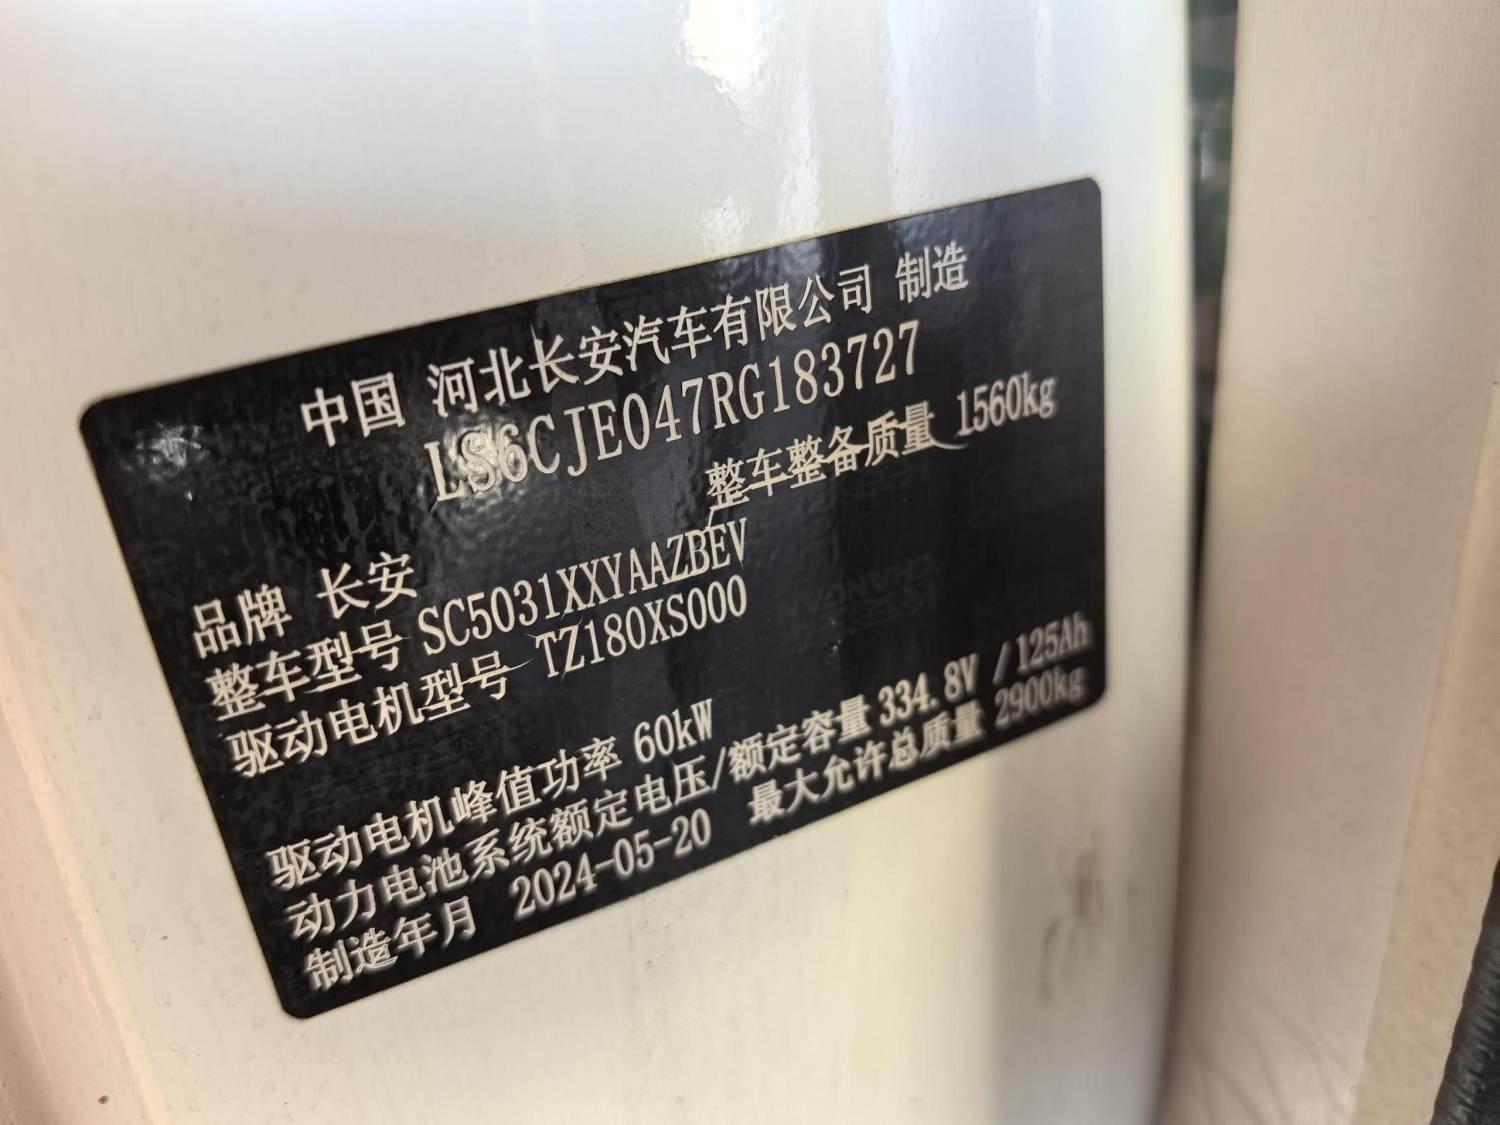 中国 河北长安汽车有限公司 制造
LS6CJE047RG183727
整车整备质量 1560kg
品牌 长安
整车型号 SC5031XXYAAZBEV
驱动电机型号 TZ180XS000
驱动电机峰值功率 60kW
动力电池系统额定电压/额定容量 334.8V /125Ah
制造年月 2024-05-20 最大允许总质量 2900kg